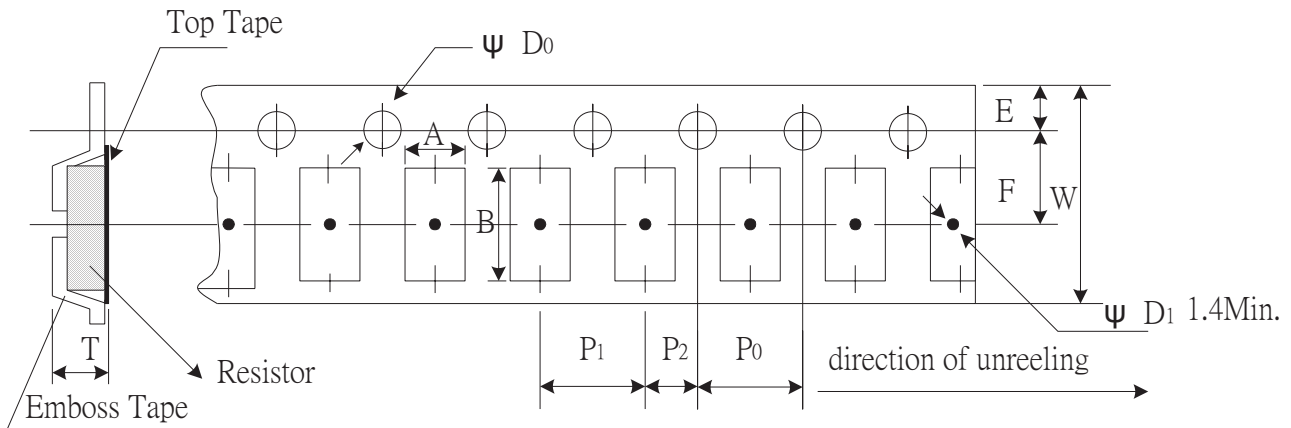 Top Tape
ψ D0
E
A
F
W
B
ψ D1 1.4Min.
P1
P2
P0
T
direction of unreeling
Resistor
Emboss Tape